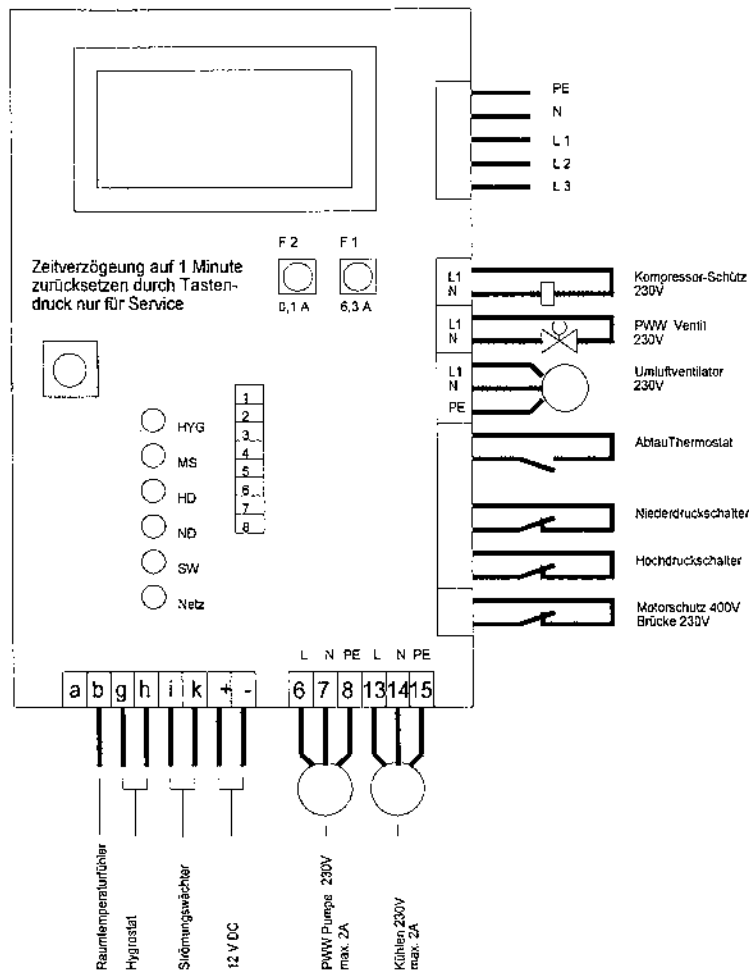 PE
N
L 1
L 2
L 3
F 2 F 1
0,1 A 6,3 A
Zeitverzögeung auf 1 Minute
zurücksetzen durch Tasten-
druck nur für Service
L1
N
Kompressor-Schütz
230V
L1
N
PWW Ventil
230V
L1
N
PE
Umluftventilator
230V
AbtauThermostat
Niederdruckschalter
Hochdruckschalter
Motorschutz 400V
Brücke 230V
HYG
MS
HD
ND
SW
Netz
1
2
3
4
5
6
7
8
L N PE L N PE
a b g h i k + -
6 7 8 13 14 15
Raumtemperaturfühler
Hygrostat
Strömungswächter
12 V DC
PWW Pumpe 230V
max. 2A
Kühlen 230V
max. 2A